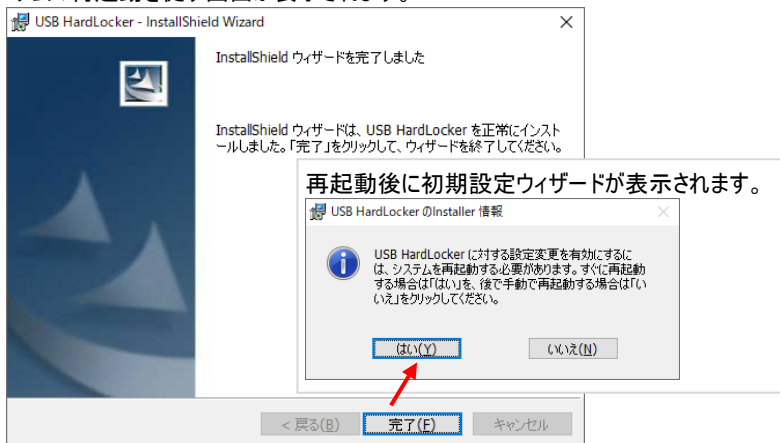 USB HardLocker - InstallShield Wizard
InstallShield ウィザードを完了しました
InstallShield ウィザードは、USB HardLocker を正常にインスト
ールしました。「完了」をクリックして、ウィザードを終了してください。
再起動後に初期設定ウィザードが表示されます。
USB HardLocker のInstaller 情報
USB HardLocker に対する設定変更を有効にするに
は、システムを再起動する必要があります。すぐに再起動
する場合は「はい」を、後で手動で再起動する場合は「い
いえ」をクリックしてください。
はい(Y)
いいえ(N)
< 戻る(B)
完了(F)
キャンセル